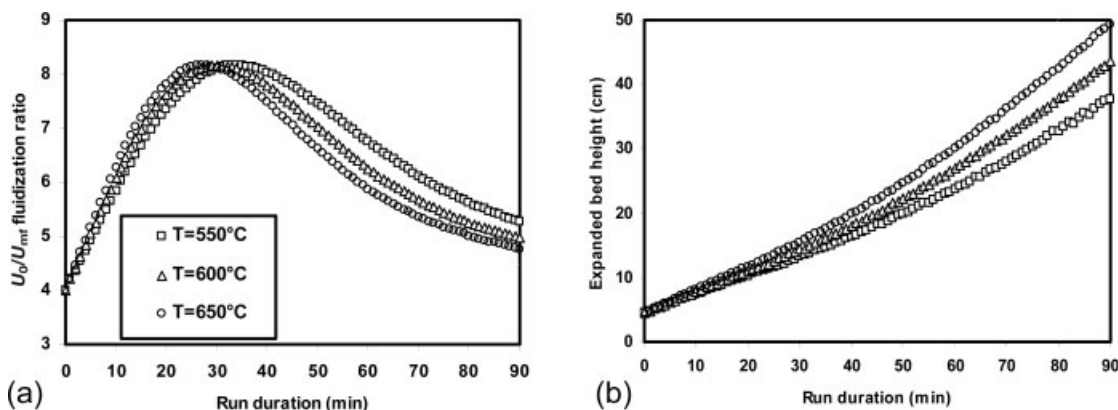 9
8
7
6
5
4
3
U₀/Uₘf fluidization ratio
T=550°C
T=600°C
T=650°C
0 10 20 30 40 50 60 70 80 90
Run duration (min)
(a)
50
40
30
20
10
0
Expanded bed height (cm)
0 10 20 30 40 50 60 70 80 90
Run duration (min)
(b)